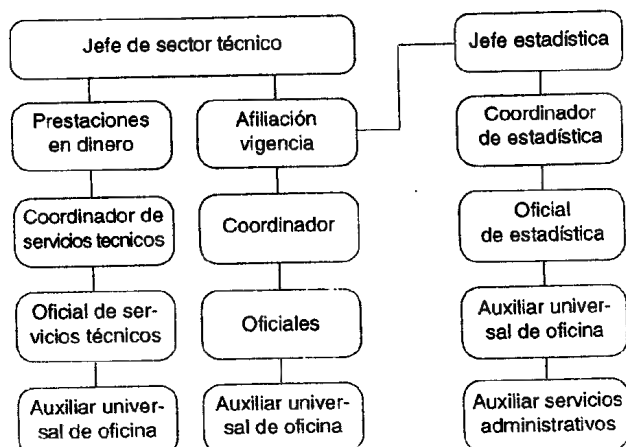 Jefe de sector técnico
Jefe estadística
Prestaciones
en dinero
Afiliación
vigencia
Coordinador
de estadística
Coordinador de
servicios tecnicos
Coordinador
Oficial
de estadística
Oficial de ser-
vicios técnicos
Oficiales
Auxiliar univer-
sal de oficina
Auxiliar univer-
sal de oficina
Auxiliar univer-
sal de oficina
Auxiliar servicios
administrativos